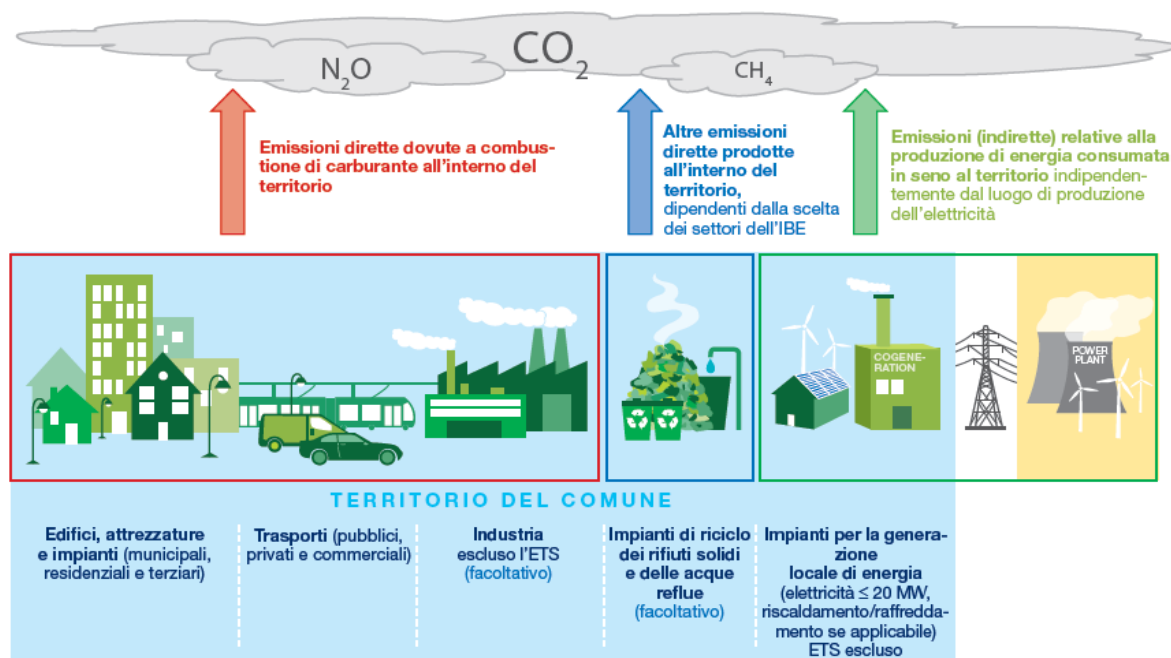 CO₂
N₂O
CH₄
Emissioni dirette dovute a combus-
tione di carburante all'interno del
territorio
Altre emissioni
dirette prodotte
all'interno del
territorio,
dipendenti dalla scelta
dei settori dell'IBE
Emissioni (indirette) relative alla
produzione di energia consumata
in seno al territorio indipenden-
temente dal luogo di produzione
dell'elettricità
COGENE-
RATION
POWER
PLANT
TERRITORIO DEL COMUNE
Edifici, attrezzature
e impianti (municipali,
residenziali e terziari)
Trasporti (pubblici,
privati e commerciali)
Industria
escluso l'ETS
(facoltativo)
Impianti di riciclo
dei rifiuti solidi
e delle acque
reflue
(facoltativo)
Impianti per la genera-
zione
locale di energia
(elettricità ≤ 20 MW,
riscaldamento/raffredda-
mento se applicabile)
ETS escluso